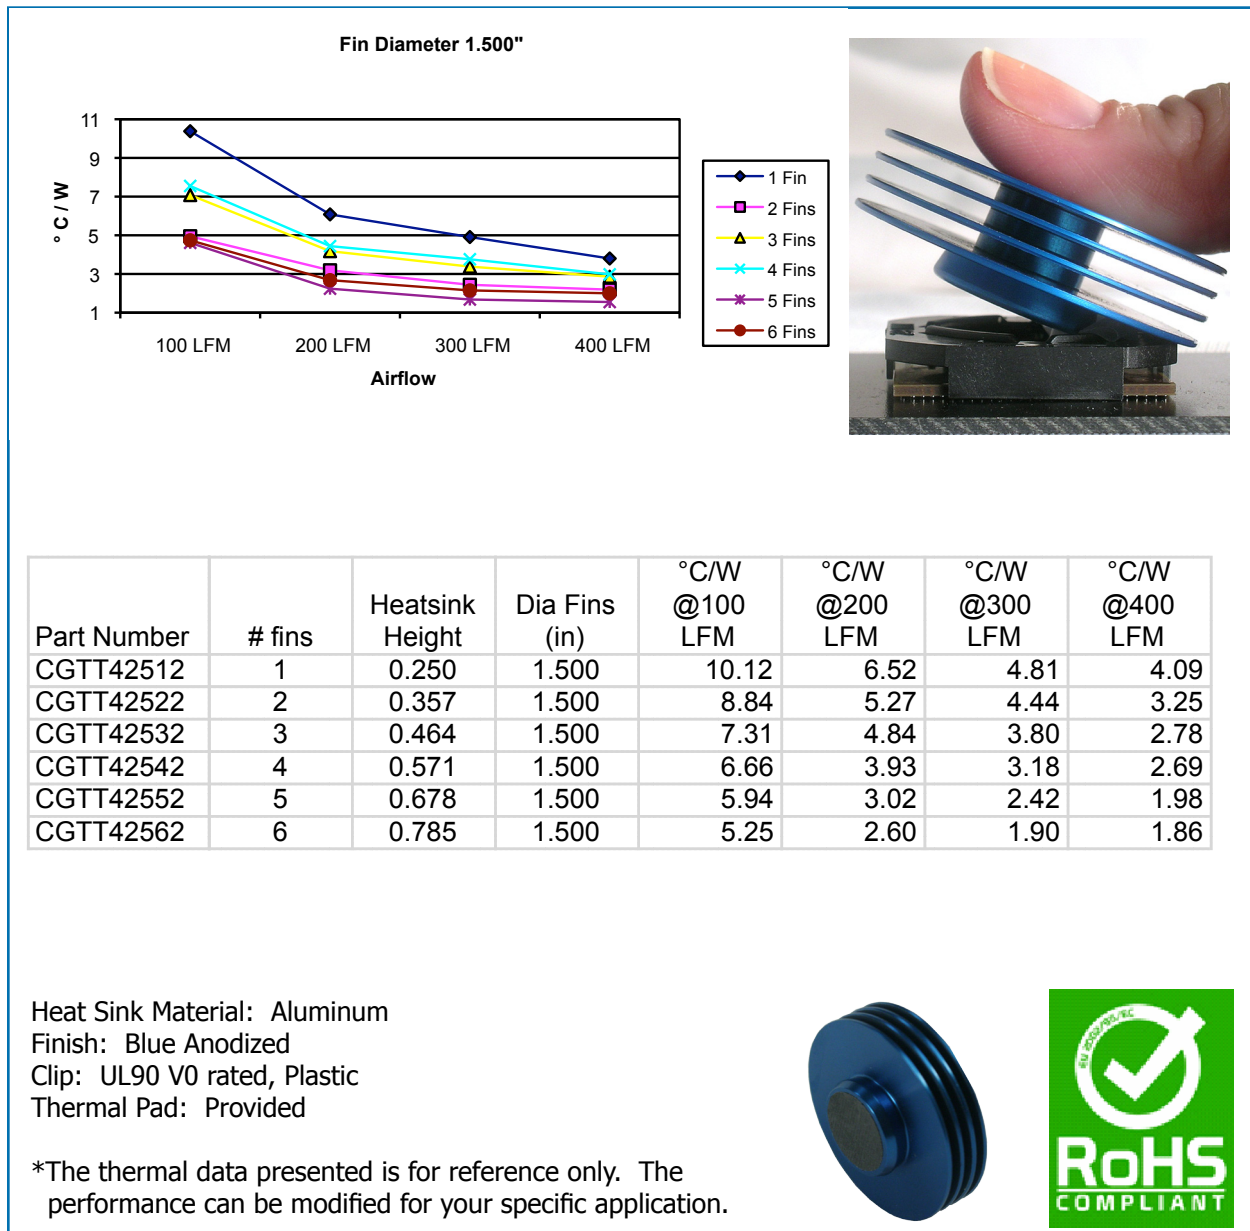 Fin Diameter 1.500"
11
9
7
5
3
1
° C / W
100 LFM 200 LFM 300 LFM 400 LFM
Airflow
1 Fin
2 Fins
3 Fins
4 Fins
5 Fins
6 Fins
Part Number # fins Heatsink Height Dia Fins (in) °C/W @100 LFM °C/W @200 LFM °C/W @300 LFM °C/W @400 LFM
CGTT42512 1 0.250 1.500 10.12 6.52 4.81 4.09
CGTT42522 2 0.357 1.500 8.84 5.27 4.44 3.25
CGTT42532 3 0.464 1.500 7.31 4.84 3.80 2.78
CGTT42542 4 0.571 1.500 6.66 3.93 3.18 2.69
CGTT42552 5 0.678 1.500 5.94 3.02 2.42 1.98
CGTT42562 6 0.785 1.500 5.25 2.60 1.90 1.86
Heat Sink Material: Aluminum
Finish: Blue Anodized
Clip: UL90 V0 rated, Plastic
Thermal Pad: Provided
*The thermal data presented is for reference only. The
performance can be modified for your specific application.
EU 2002/95/EC
RoHS
COMPLIANT